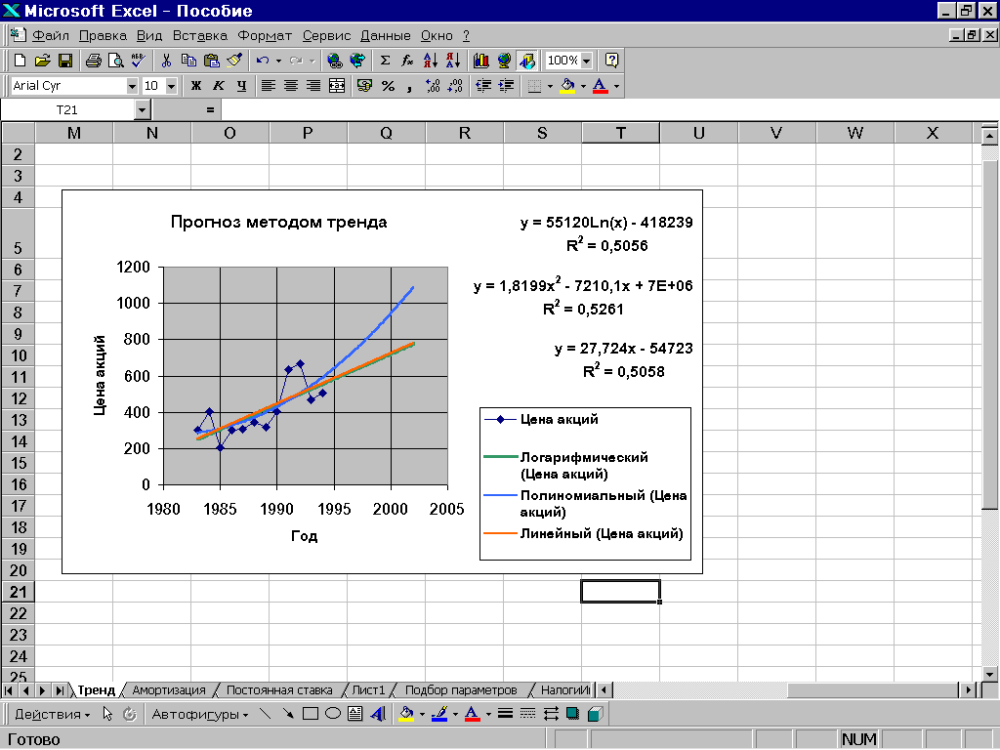 Microsoft Excel - Пособие
Файл Правка Вид Вставка Формат Сервис Данные Окно ?
100%
Arial Cyr 10 Ж К Ч
T21 =
M N O P Q R S T U V W X
2
3
4
5
6
7
8
9
10
11
12
13
14
15
16
17
18
19
20
21
22
23
24
25
Прогноз методом тренда
y = 55120Ln(x) - 418239
R² = 0,5056
y = 1,8199x² - 7210,1x + 7E+06
R² = 0,5261
y = 27,724x - 54723
R² = 0,5058
Цена акций
1200
1000
800
600
400
200
0
1980 1985 1990 1995 2000 2005
Год
Цена акций
Логарифмический
(Цена акций)
Полиномиальный (Цена
акций)
Линейный (Цена акций)
Тренд Амортизация Постоянная ставка Лист1 Подбор параметров НалогиИ
Действия Автофигуры
Готово NUM